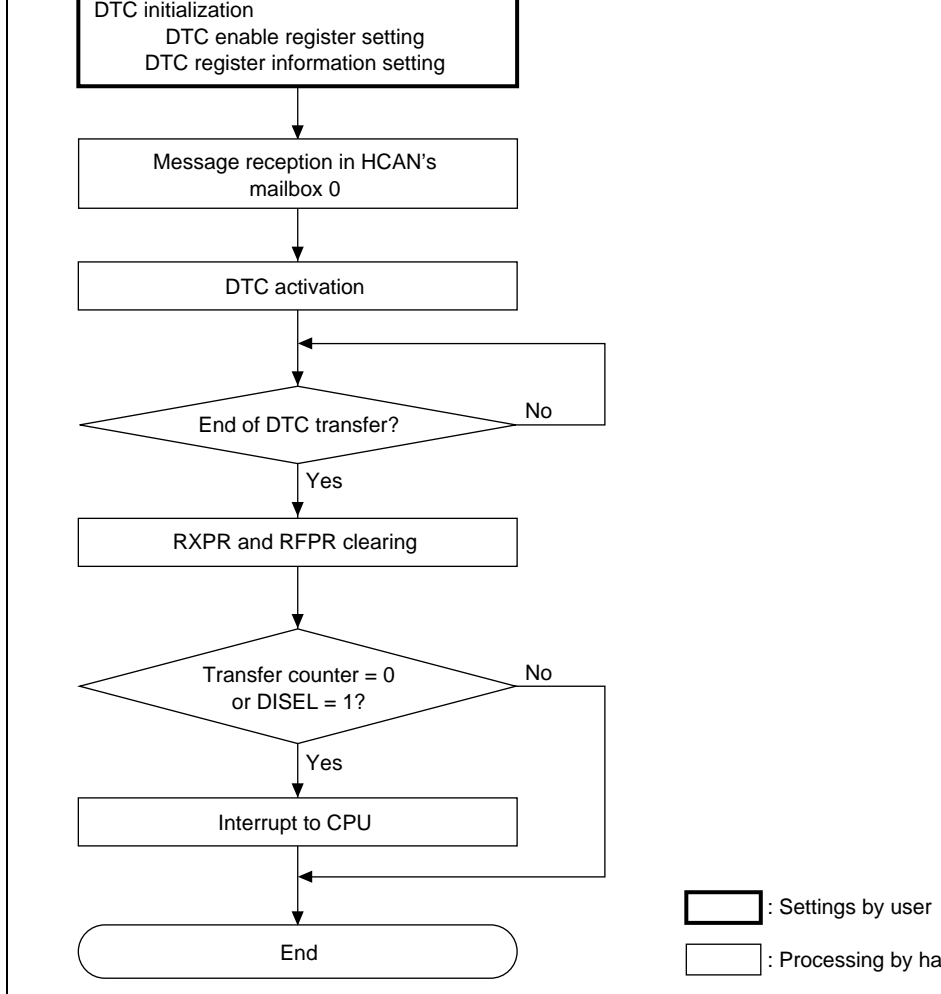 DTC initialization
DTC enable register setting
DTC register information setting
Message reception in HCAN's
mailbox 0
DTC activation
End of DTC transfer?
No
Yes
RXPR and RFPR clearing
Transfer counter = 0
or DISEL = 1?
No
Yes
Interrupt to CPU
End
: Settings by user
: Processing by